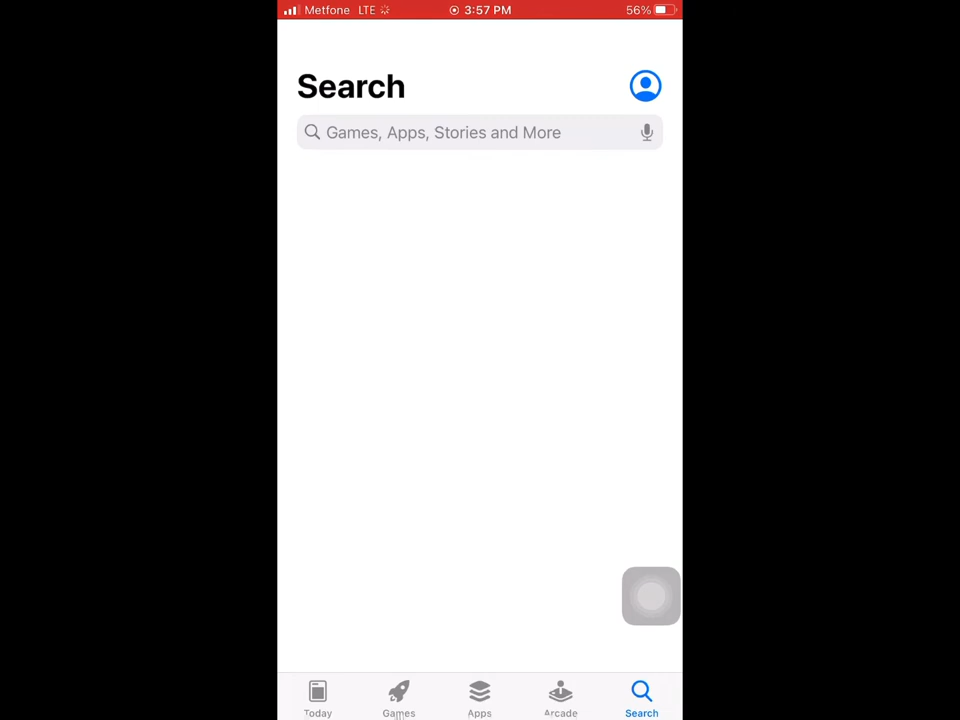 Metfone LTE 3:57 PM 56%
Search
Games, Apps, Stories and More
Today Games Apps Arcade Search